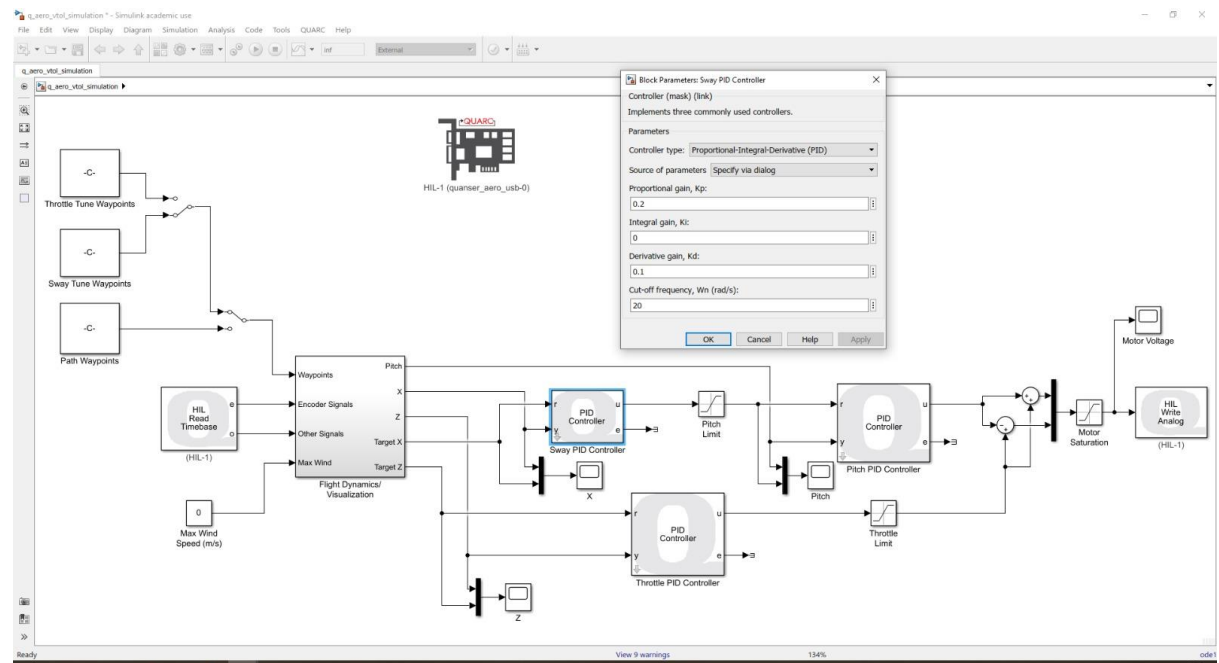 q_aero_vtol_simulation * - Simulink academic use
File Edit View Display Diagram Simulation Analysis Code Tools QUARC Help
inf
External
q_aero_vtol_simulation
q_aero_vtol_simulation
QUARC
HIL-1 (quanser_aero_usb-0)
Block Parameters: Sway PID Controller
Controller (mask) (link)
Implements three commonly used controllers.
Parameters
Controller type: Proportional-Integral-Derivative (PID)
Source of parameters Specify via dialog
Proportional gain, Kp:
0.2
Integral gain, Ki:
0
Derivative gain, Kd:
0.1
Cut-off frequency, Wn (rad/s):
20
OK Cancel Help Apply
-C-
Throttle Tune Waypoints
-C-
Sway Tune Waypoints
-C-
Path Waypoints
HIL
Read
Timebase
e
o
(HIL-1)
0
Max Wind
Speed (m/s)
Waypoints
Encoder Signals
Other Signals
Max Wind
Pitch
X
Z
Target X
Target Z
Flight Dynamics/
Visualization
r
y
PID
Controller
u
e
Sway PID Controller
X
Z
Pitch
Limit
Pitch
r
y
PID
Controller
u
e
Pitch PID Controller
r
y
PID
Controller
u
e
Throttle PID Controller
Throttle
Limit
Motor
Saturation
Motor Voltage
HIL
Write
Analog
(HIL-1)
Ready
View 9 warnings
134%
ode1